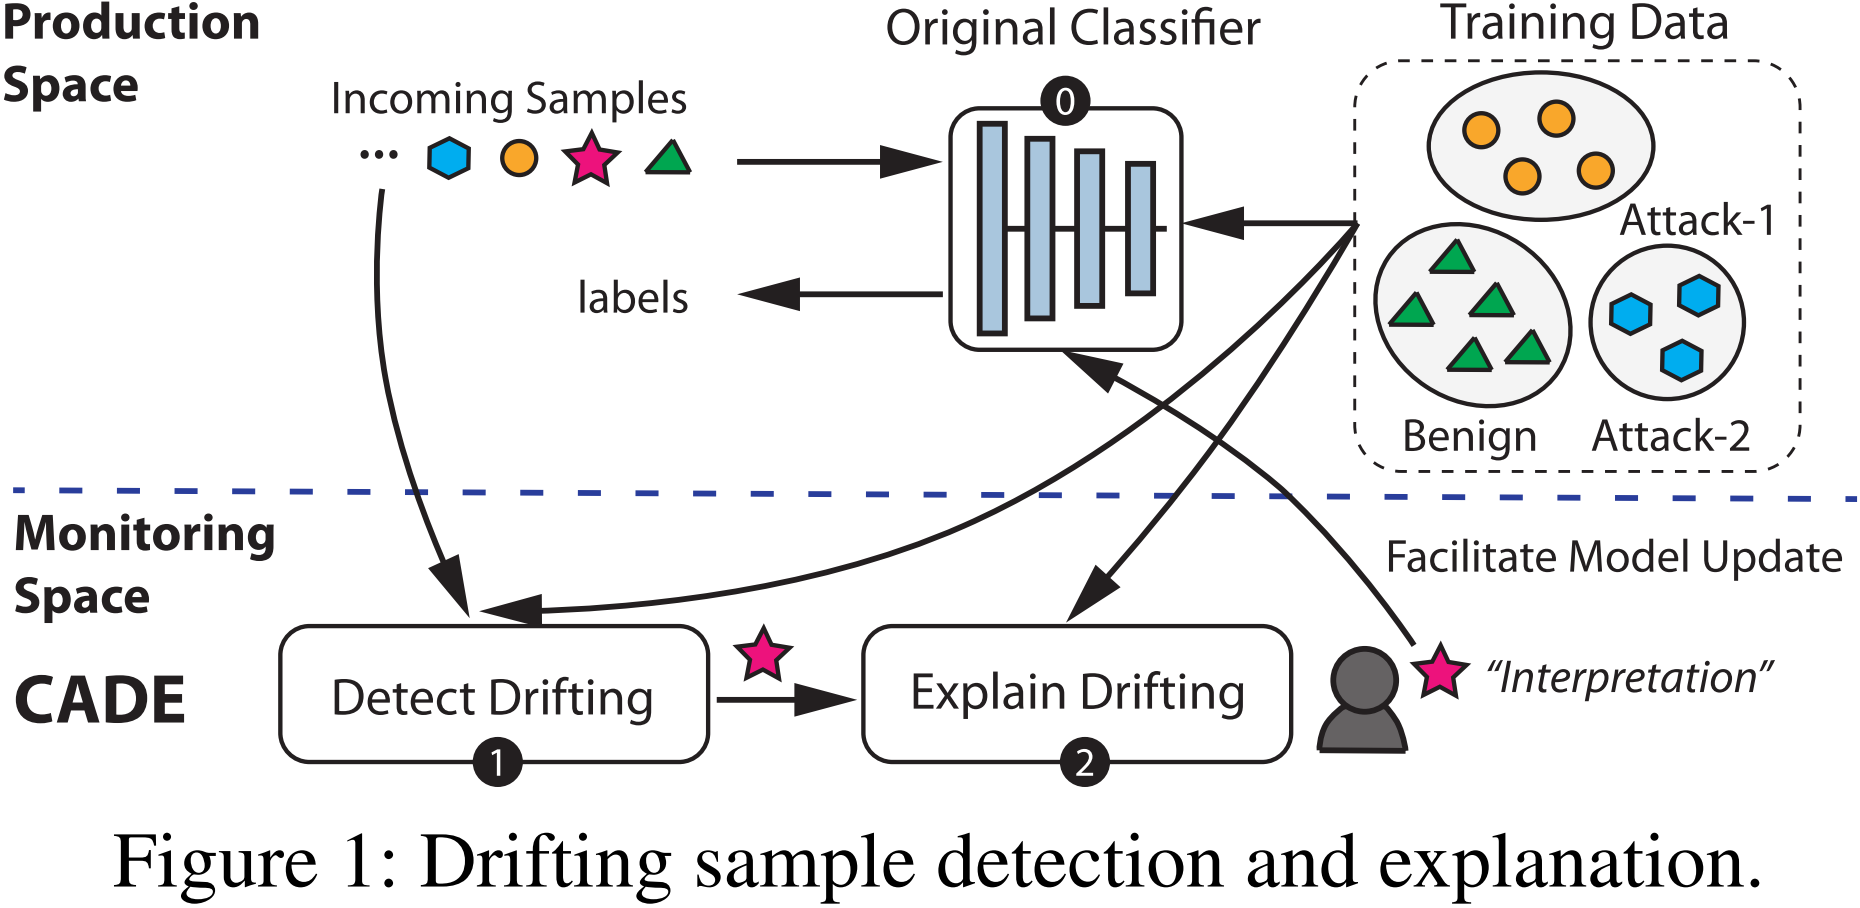 Production
Space
Original Classifier
Training Data
Incoming Samples
0
...
Attack-1
labels
Benign
Attack-2
Monitoring
Space
Facilitate Model Update
CADE
Detect Drifting
Explain Drifting
“Interpretation”
1
2
Figure 1: Drifting sample detection and explanation.